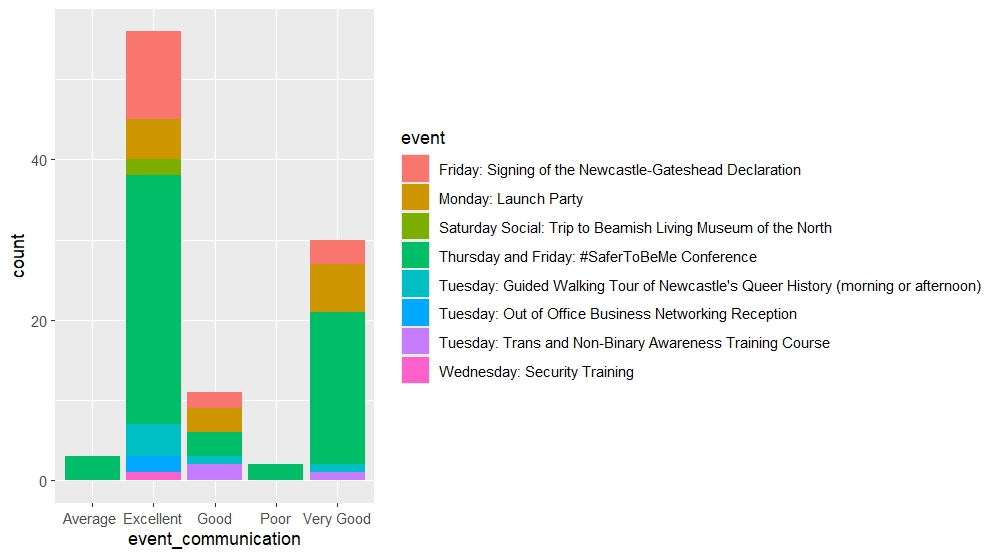 count
40
20
0
Average Excellent Good Poor Very Good
event_communication
event
Friday: Signing of the Newcastle-Gateshead Declaration
Monday: Launch Party
Saturday Social: Trip to Beamish Living Museum of the North
Thursday and Friday: #SaferToBeMe Conference
Tuesday: Guided Walking Tour of Newcastle's Queer History (morning or afternoon)
Tuesday: Out of Office Business Networking Reception
Tuesday: Trans and Non-Binary Awareness Training Course
Wednesday: Security Training